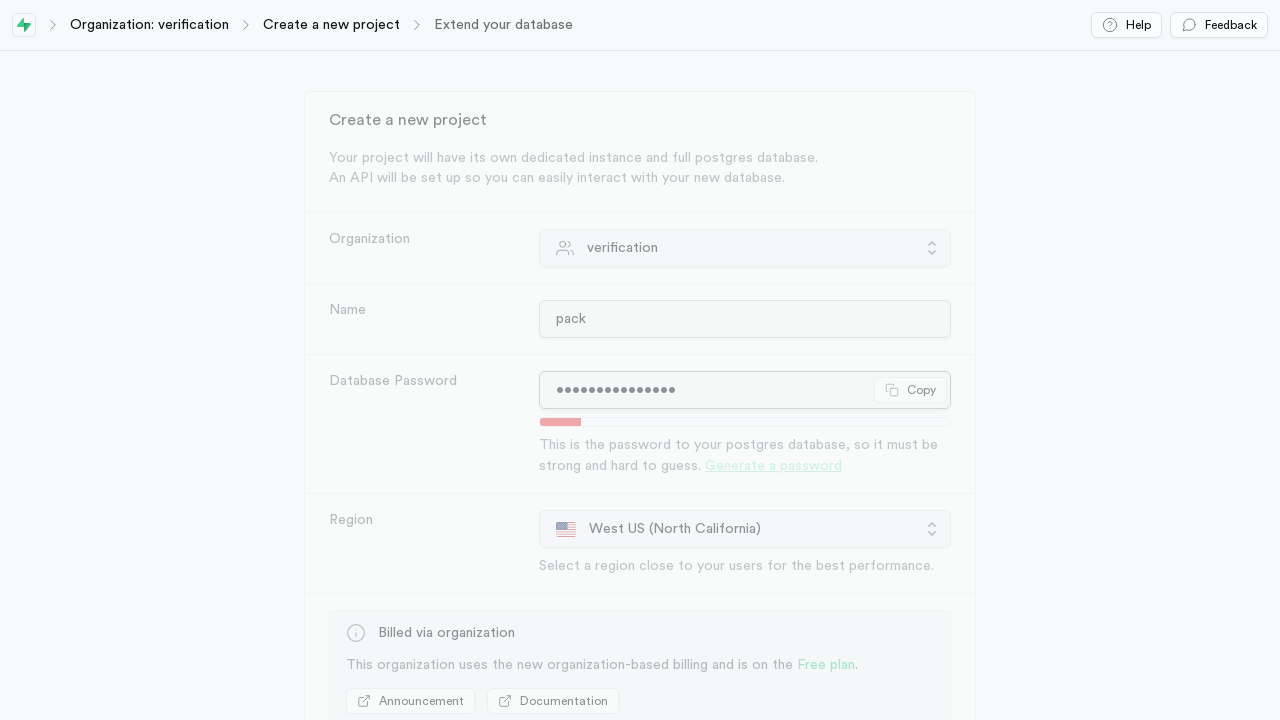 Organization: verification
Create a new project
Extend your database
Help
Feedback
Create a new project
Your project will have its own dedicated instance and full postgres database.
An API will be set up so you can easily interact with your new database.
Organization
verification
Name
pack
Database Password
•••••••••••••••
Copy
This is the password to your postgres database, so it must be
strong and hard to guess. Generate a password
Region
West US (North California)
Select a region close to your users for the best performance.
Billed via organization
This organization uses the new organization-based billing and is on the Free plan.
Announcement
Documentation